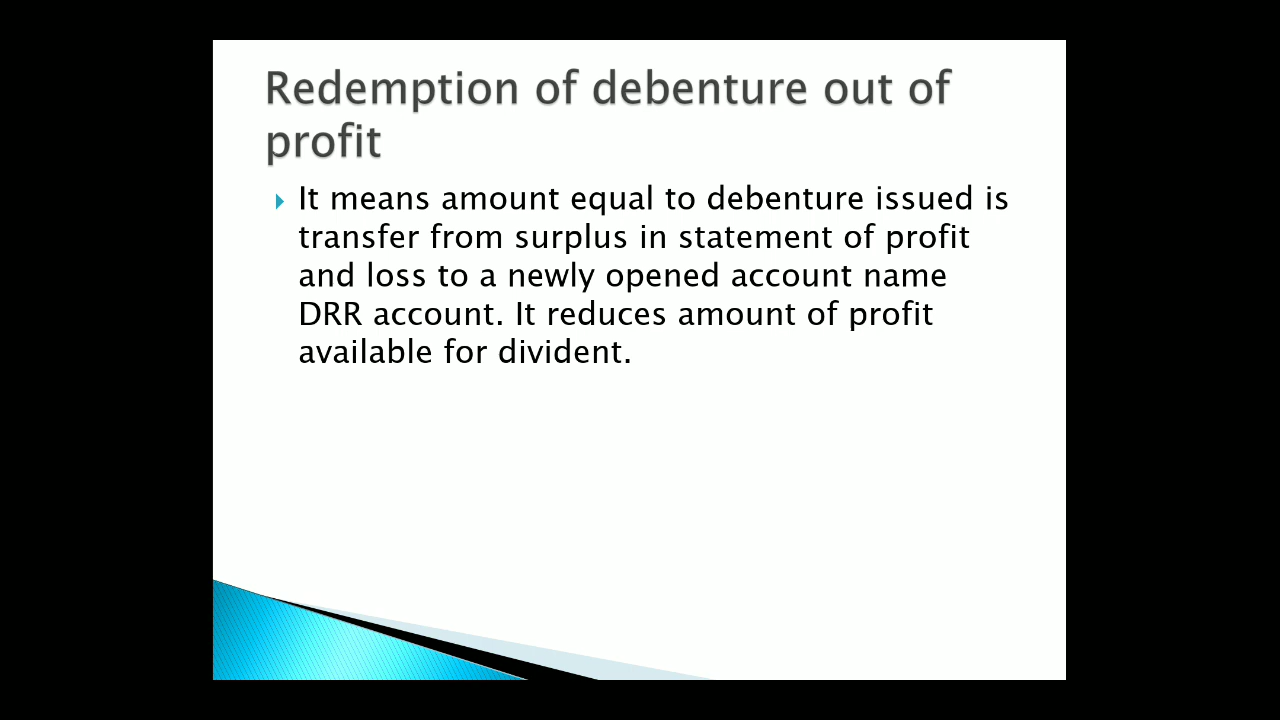 Redemption of debenture out of
profit
It means amount equal to debenture issued is
transfer from surplus in statement of profit
and loss to a newly opened account name
DRR account. It reduces amount of profit
available for divident.